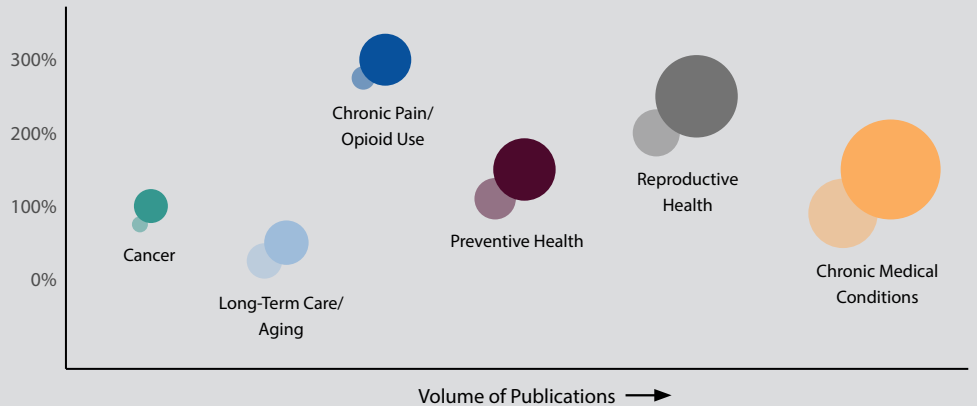 300%
200%
100%
0%
Chronic Pain/
Opioid Use
Reproductive
Health
Preventive Health
Cancer
Chronic Medical
Conditions
Long-Term Care/
Aging
Volume of Publications